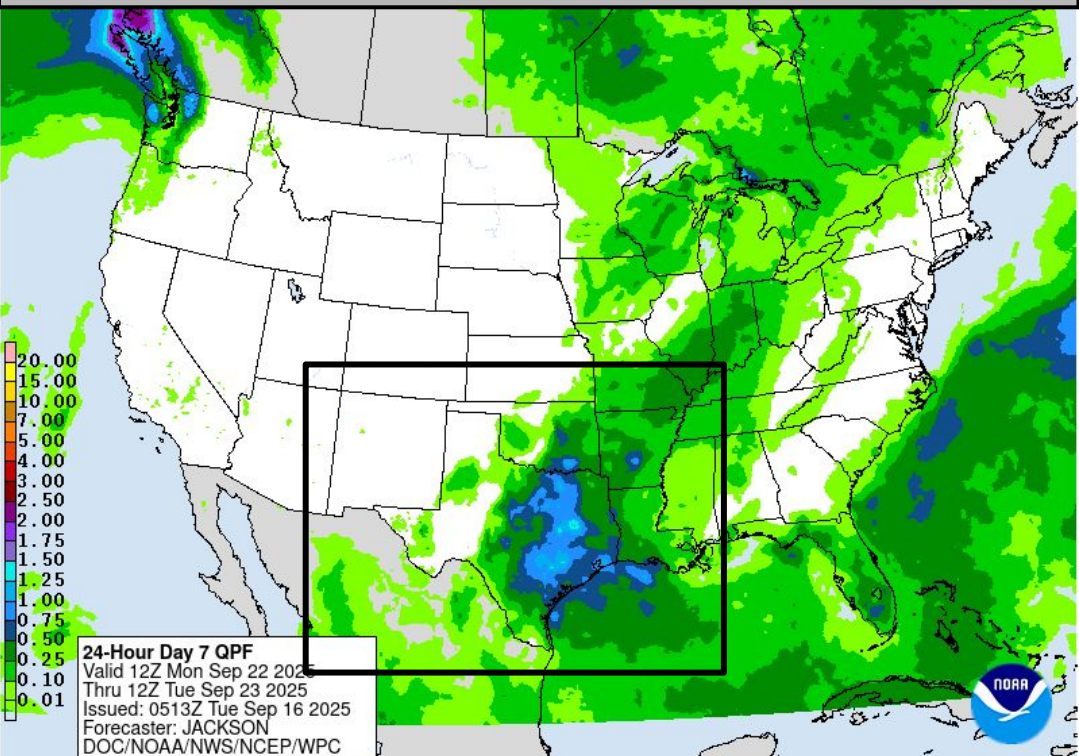 20.00
15.00
10.00
7.00
5.00
4.00
3.00
2.50
2.00
1.75
1.50
1.25
1.00
0.75
0.50
0.25
0.10
0.01
24-Hour Day 7 QPF
Valid 12Z Mon Sep 22 2025
Thru 12Z Tue Sep 23 2025
Issued: 0513Z Tue Sep 16 2025
Forecaster: JACKSON
DOC/NOAA/NWS/NCEP/WPC
NOAA